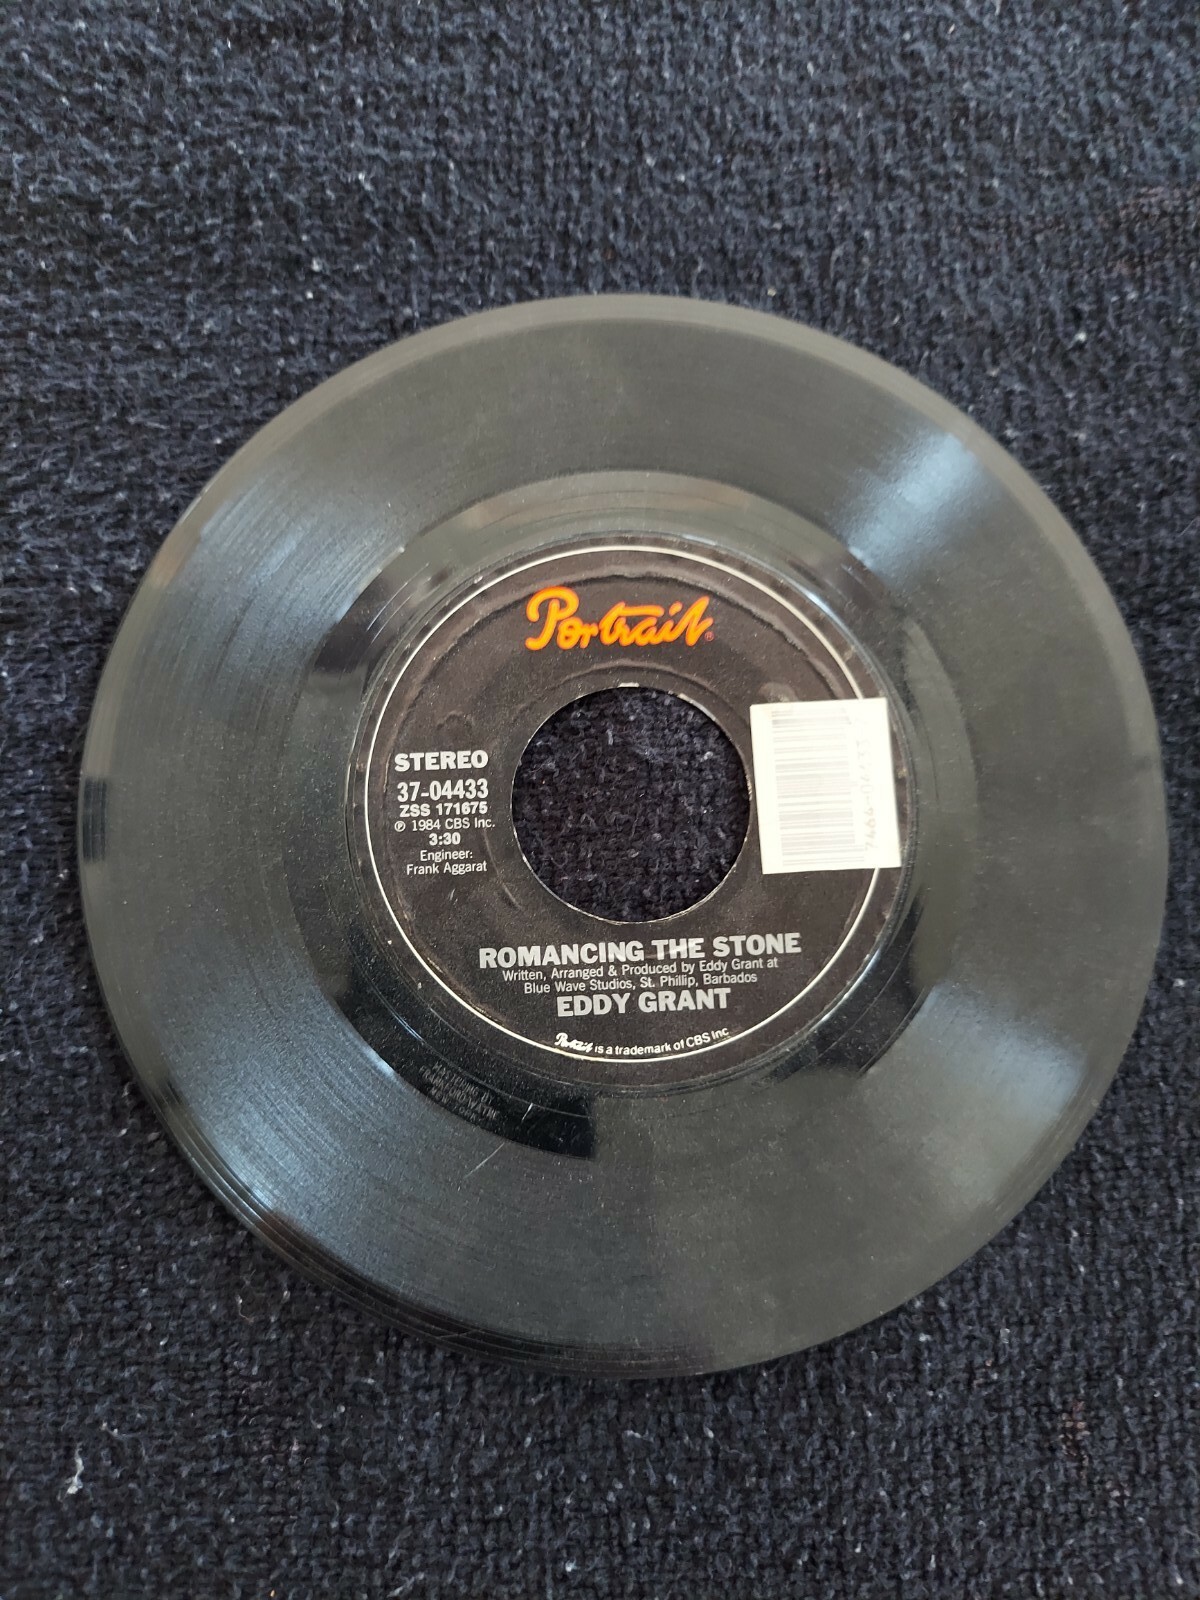 Portrait®
STEREO
37-04433
ZSS 171675
℗ 1984 CBS Inc.
3:30
Engineer:
Frank Aggarat
ROMANCING THE STONE
Written, Arranged & Produced by Eddy Grant at
Blue Wave Studios, St. Phillip, Barbados
EDDY GRANT
Portrait is a trademark of CBS Inc.